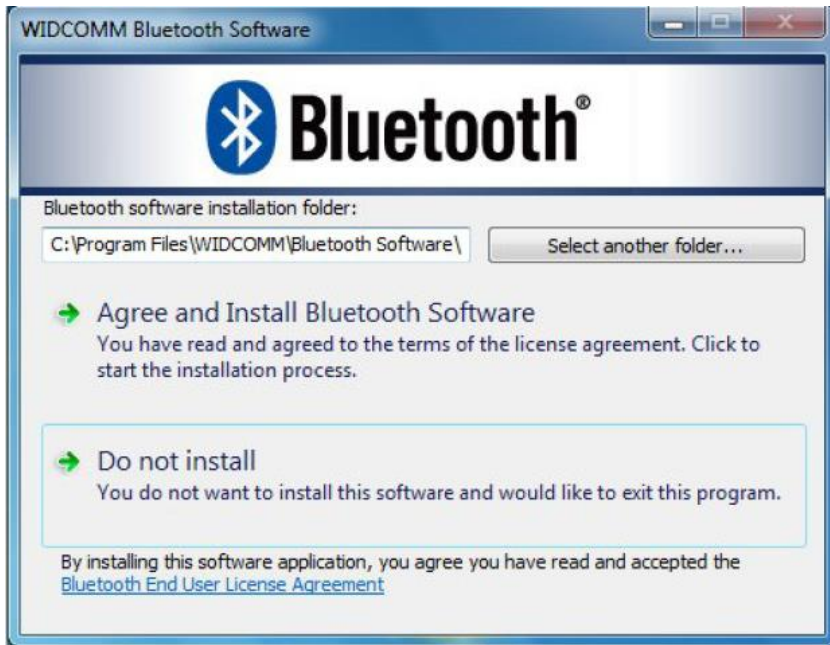 WIDCOMM Bluetooth Software
Bluetooth®
Bluetooth software installation folder:
C:\Program Files\WIDCOMM\Bluetooth Software\ Select another folder...
Agree and Install Bluetooth Software
You have read and agreed to the terms of the license agreement. Click to
start the installation process.
Do not install
You do not want to install this software and would like to exit this program.
By installing this software application, you agree you have read and accepted the
Bluetooth End User License Agreement